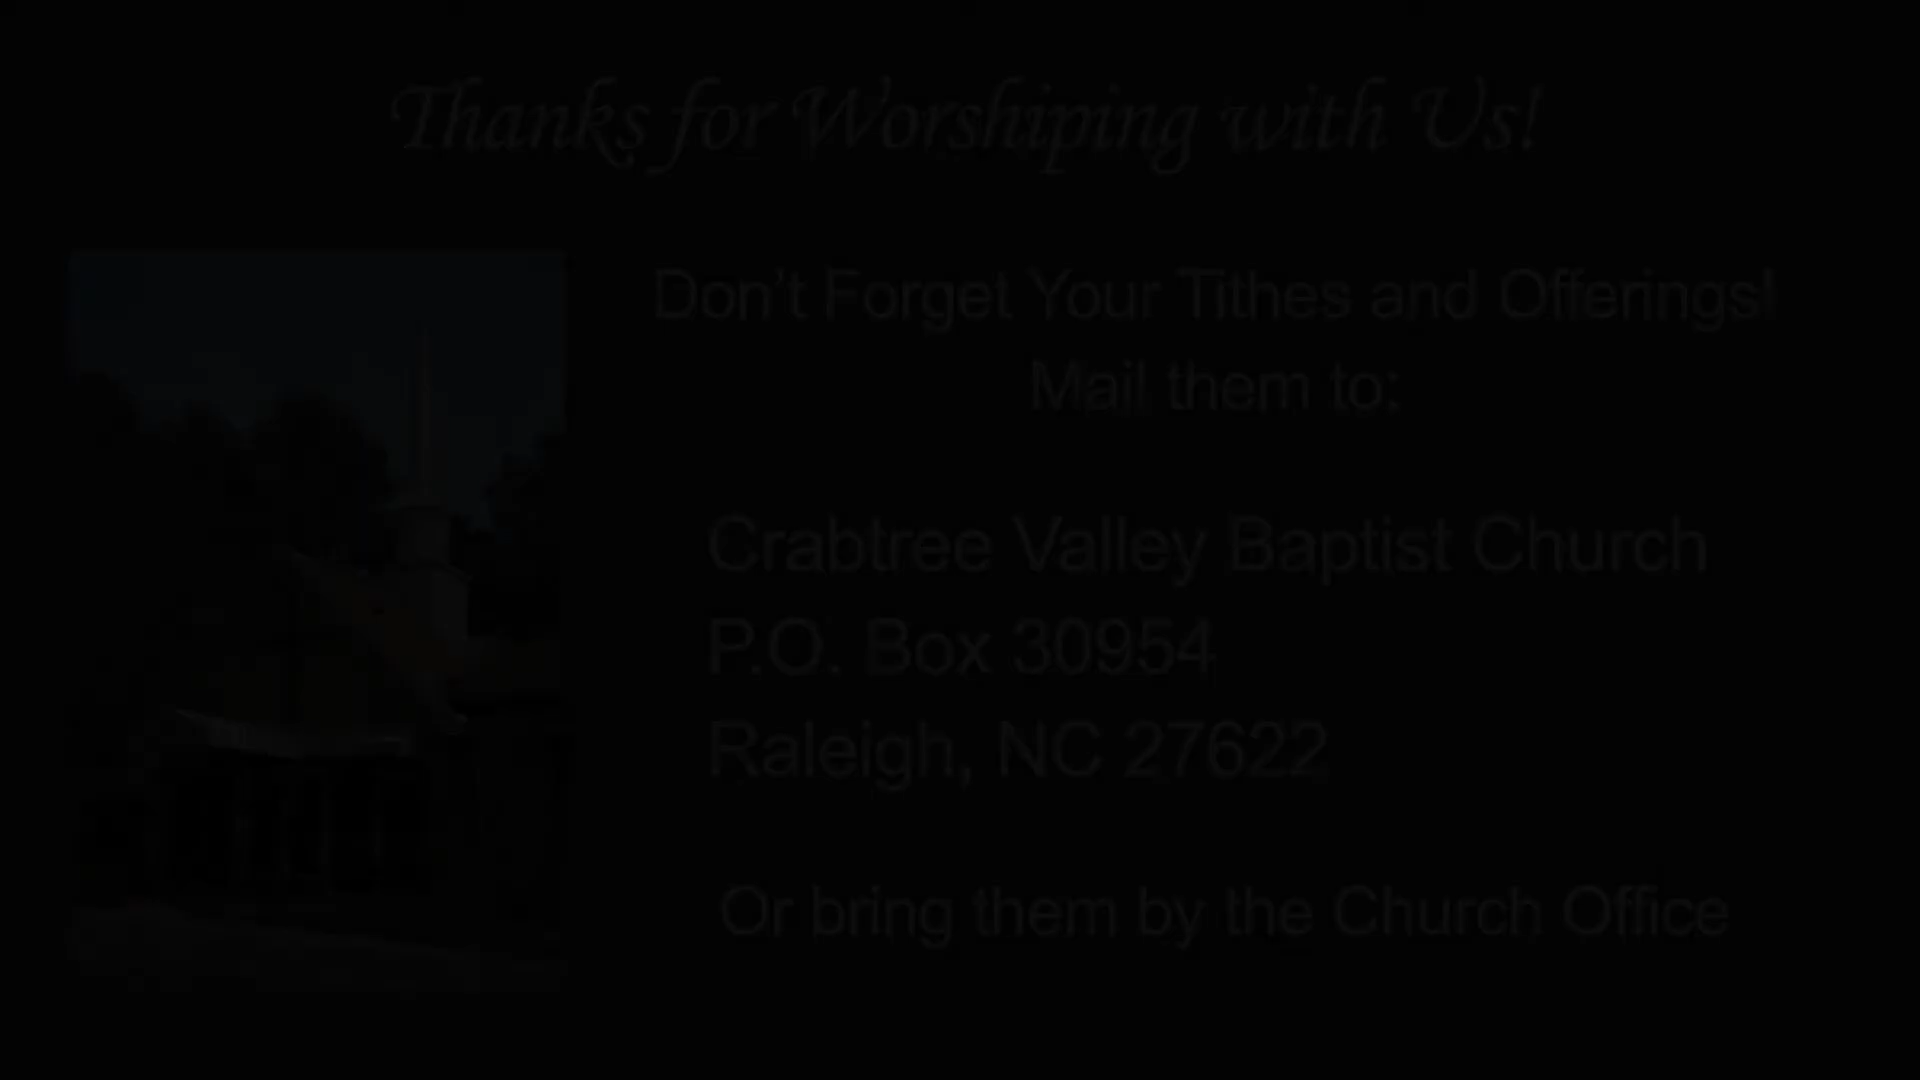 Thanks for Worshiping with Us!
Don't Forget Your Tithes and Offerings!
Mail them to:
Crabtree Valley Baptist Church
P.O. Box 30954
Raleigh, NC 27622
Or bring them by the Church Office